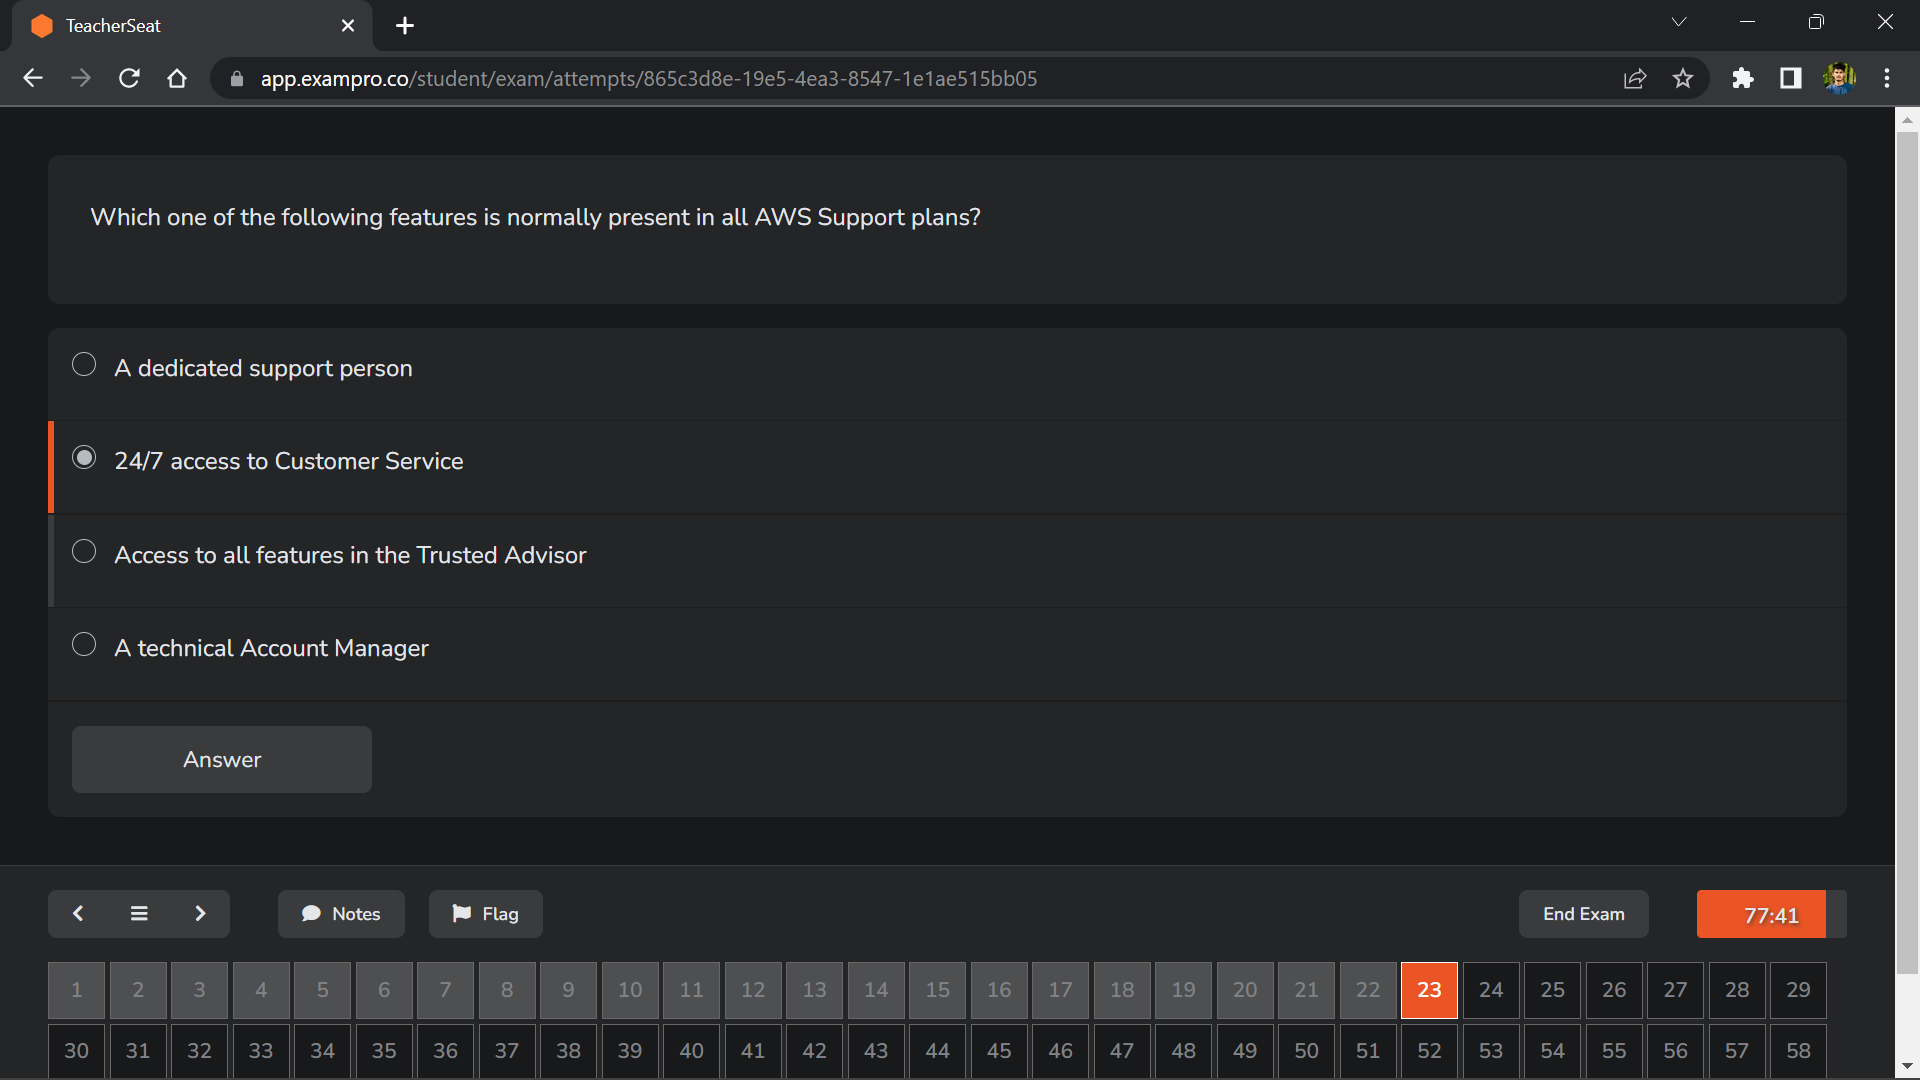 TeacherSeat
app.exampro.co/student/exam/attempts/865c3d8e-19e5-4ea3-8547-1e1ae515bb05
Which one of the following features is normally present in all AWS Support plans?
A dedicated support person
24/7 access to Customer Service
Access to all features in the Trusted Advisor
A technical Account Manager
Answer
Notes Flag End Exam 77:41
1 2 3 4 5 6 7 8 9 10 11 12 13 14 15 16 17 18 19 20 21 22 23 24 25 26 27 28 29
30 31 32 33 34 35 36 37 38 39 40 41 42 43 44 45 46 47 48 49 50 51 52 53 54 55 56 57 58